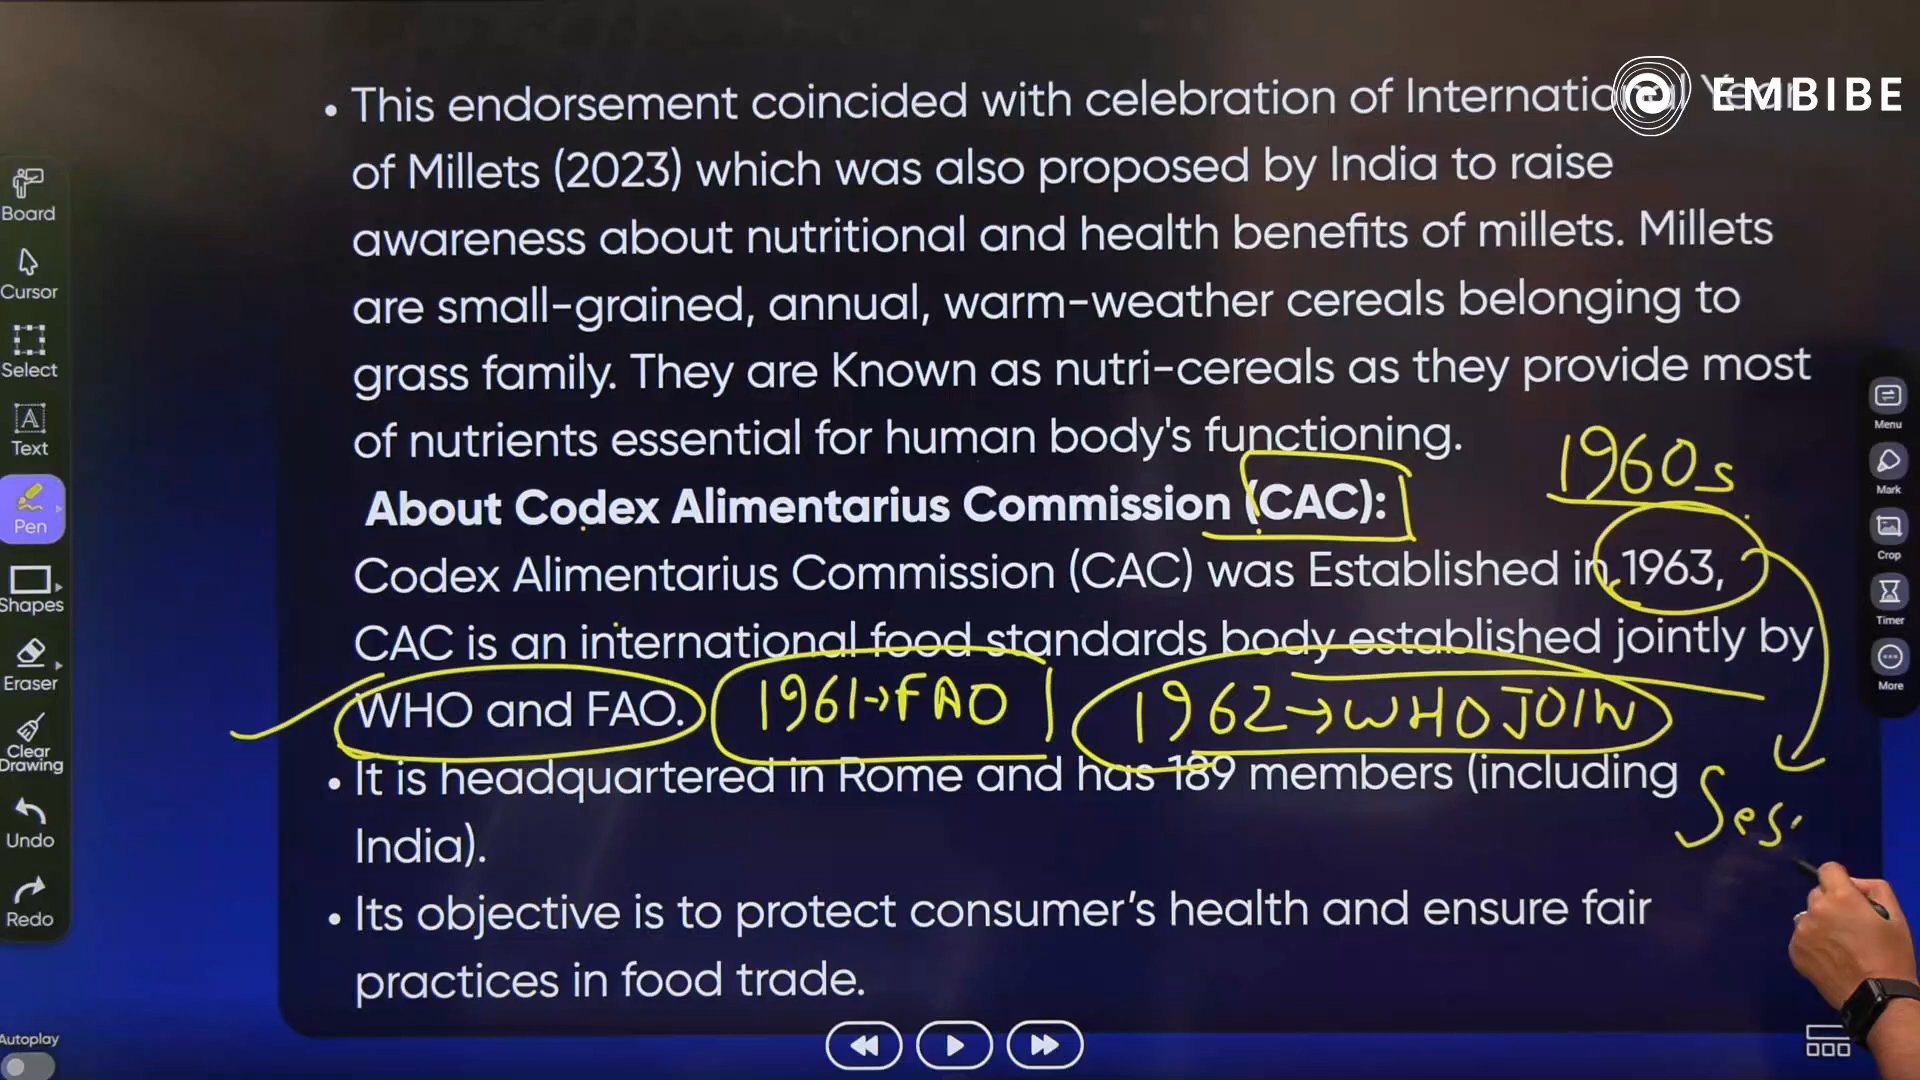 EMBIBE
• This endorsement coincided with celebration of International Year
of Millets (2023) which was also proposed by India to raise
awareness about nutritional and health benefits of millets. Millets
are small-grained, annual, warm-weather cereals belonging to
grass family. They are Known as nutri-cereals as they provide most
of nutrients essential for human body's functioning.
1960s
About Codex Alimentarius Commission (CAC):
Codex Alimentarius Commission (CAC) was Established in 1963,
CAC is an international food standards body established jointly by
WHO and FAO. 1961→FAO 1962→WHO JOIN
• It is headquartered in Rome and has 189 members (including
India).
Ses
• Its objective is to protect consumer's health and ensure fair
practices in food trade.
Board
Cursor
Select
Text
Pen
Shapes
Eraser
Clear
Drawing
Undo
Redo
Autoplay
Menu
Mark
Crop
Timer
More